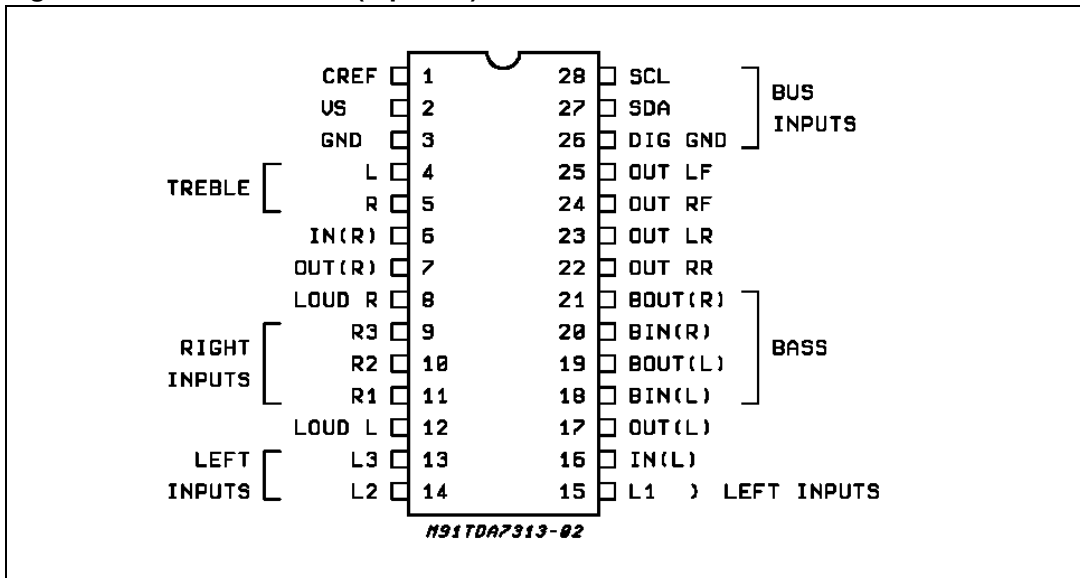 CREF 1 28 SCL
VS 2 27 SDA
GND 3 26 DIG GND
BUS INPUTS
TREBLE
L 4 25 OUT LF
R 5 24 OUT RF
IN(R) 6 23 OUT LR
OUT(R) 7 22 OUT RR
LOUD R 8 21 BOUT(R)
RIGHT INPUTS
R3 9 20 BIN(R)
R2 10 19 BOUT(L)
R1 11 18 BIN(L)
BASS
LOUD L 12 17 OUT(L)
LEFT INPUTS
L3 13 16 IN(L)
L2 14 15 L1 ) LEFT INPUTS
M91TDA7313-02